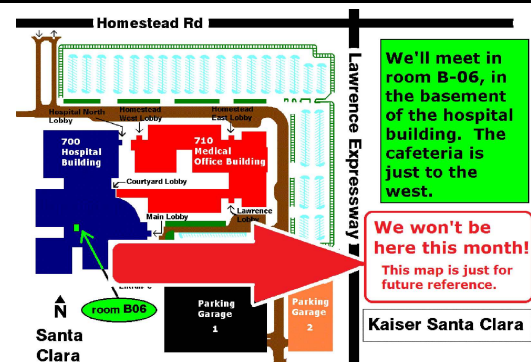 Homestead Rd
Lawrence Expressway
Hospital North
Lobby
Homestead
West Lobby
Homestead
East Lobby
700
Hospital
Building
710
Medical
Office Building
Courtyard Lobby
Main Lobby
Lawrence
Lobby
room B06
N
Santa
Clara
Parking
Garage
1
Parking
Garage
2
We'll meet in
room B-06, in
the basement
of the hospital
building.  The
cafeteria is
just to the
west.
We won't be
here this month!
This map is just for
future reference.
Kaiser Santa Clara